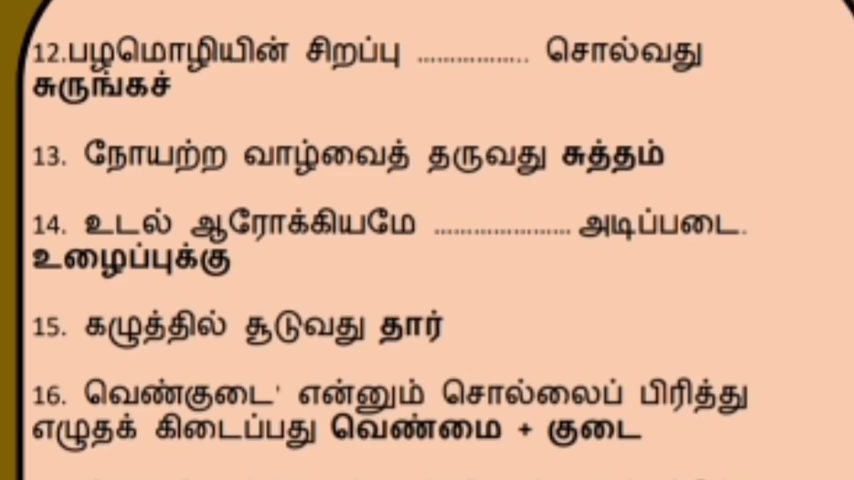 12.பழமொழியின் சிறப்பு ................. சொல்வது
சுருங்கச்
13. நோயற்ற வாழ்வைத் தருவது சுத்தம்
14. உடல் ஆரோக்கியமே ..................... அடிப்படை.
உழைப்புக்கு
15. கழுத்தில் சூடுவது தார்
16. வெண்குடை' என்னும் சொல்லைப் பிரித்து
எழுதக் கிடைப்பது வெண்மை + குடை